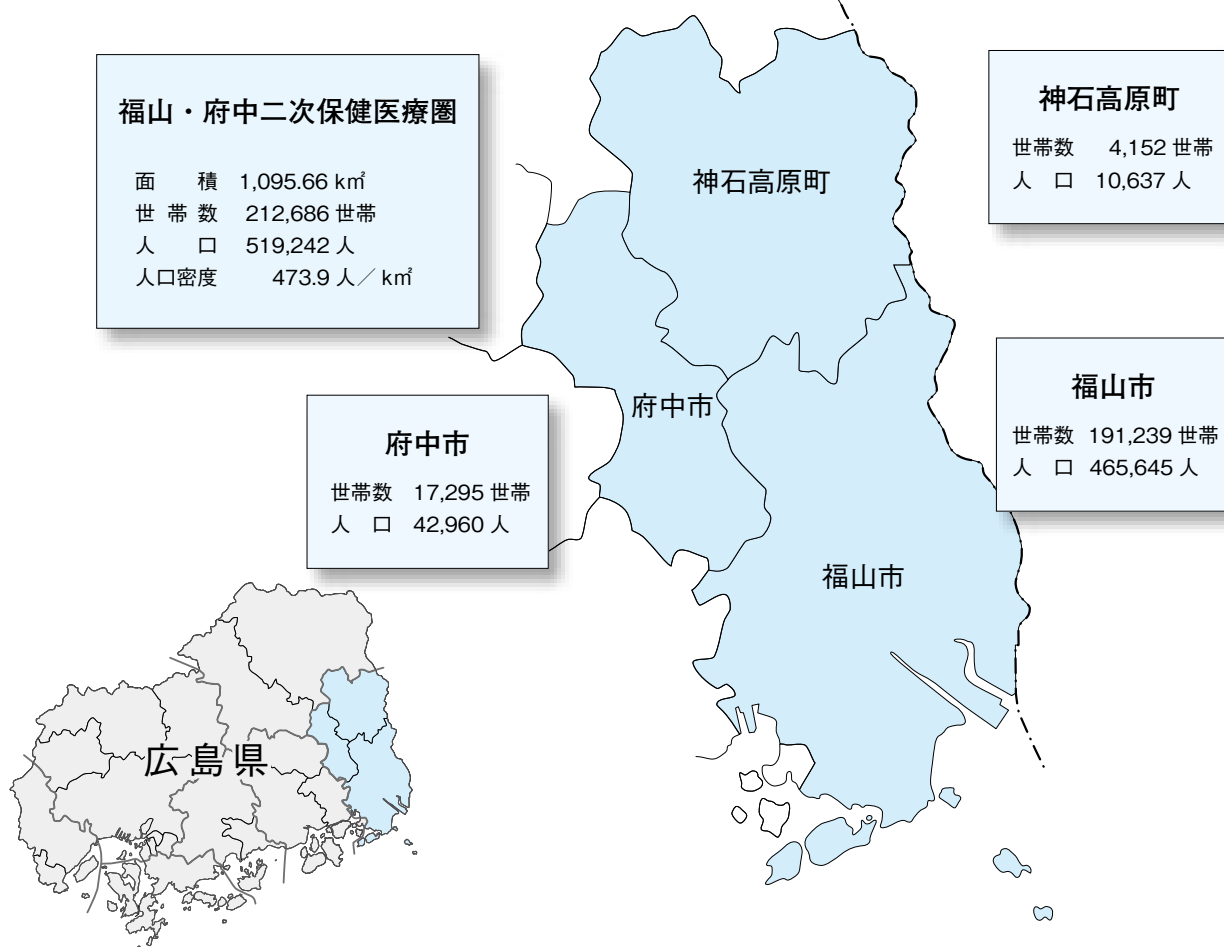 福山・府中二次保健医療圏
面 積 1,095.66 k㎡
世 帯 数 212,686 世帯
人 口 519,242 人
人口密度 473.9 人／ k㎡
神石高原町
世帯数 4,152 世帯
人 口 10,637 人
神石高原町
福山市
世帯数 191,239 世帯
人 口 465,645 人
府中市
府中市
世帯数 17,295 世帯
人 口 42,960 人
福山市
広島県